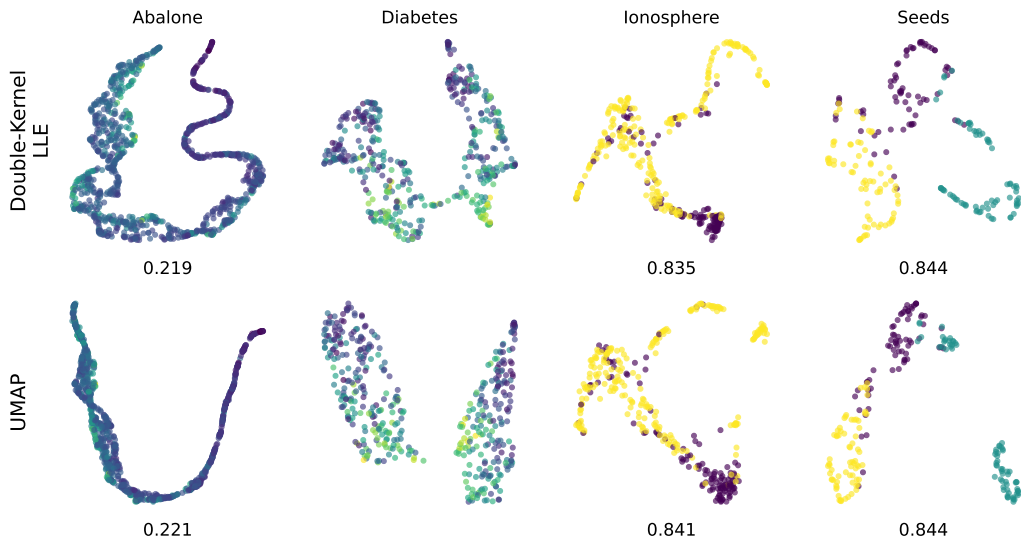 Abalone Diabetes Ionosphere Seeds
Double-Kernel
LLE
0.219 0.835 0.844
UMAP
0.221 0.841 0.844